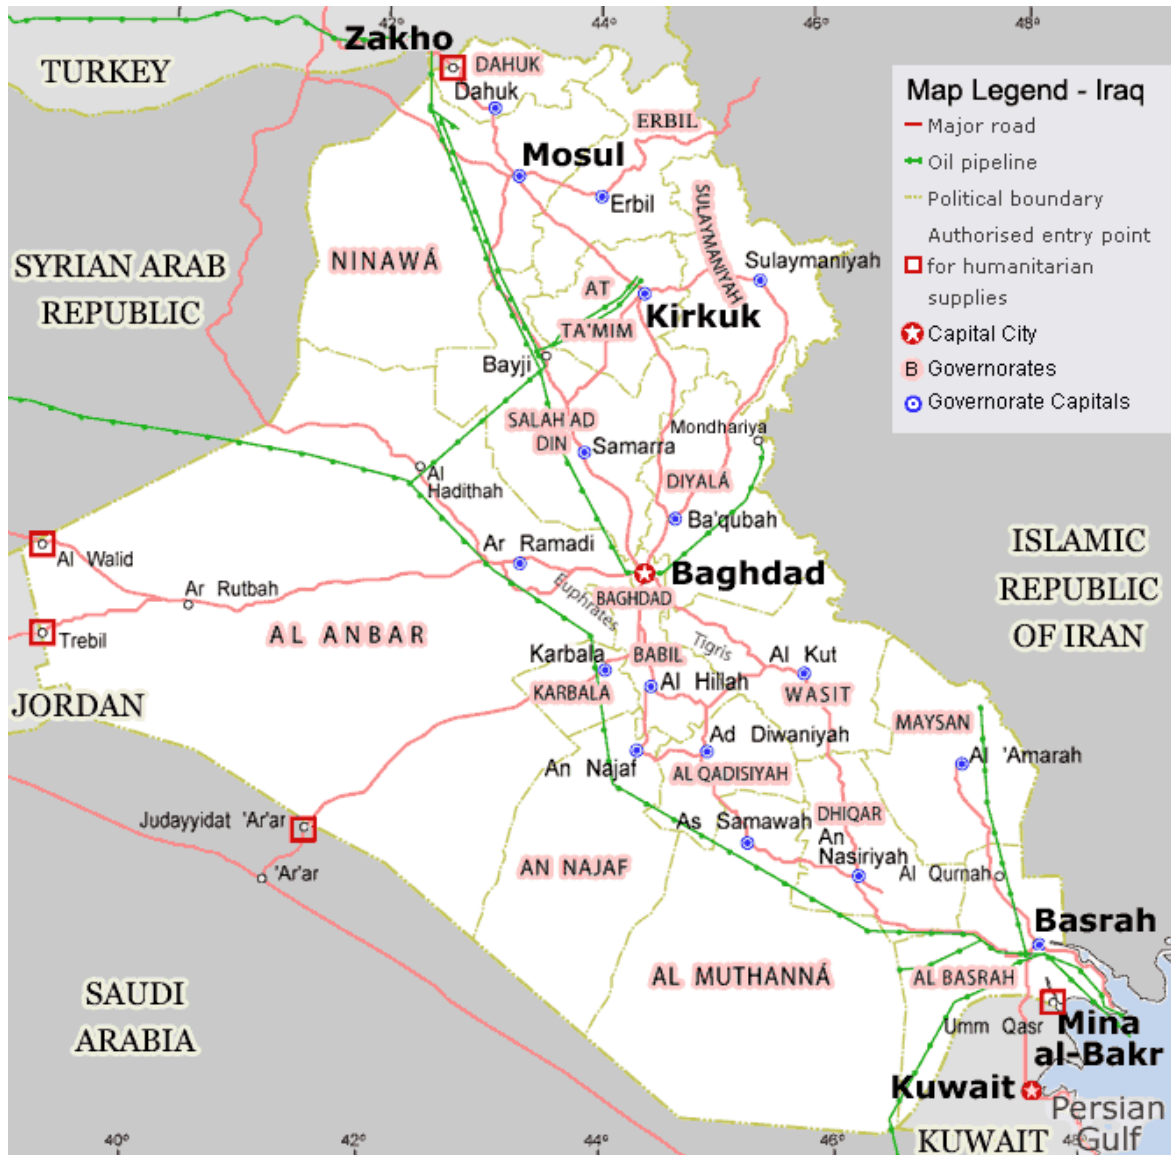 42°
44°
46°
48°
Zakho
TURKEY
DAHUK
Dahuk
Map Legend - Iraq
Major road
Oil pipeline
Political boundary
Authorised entry point
for humanitarian
supplies
Capital City
B Governorates
Governorate Capitals
ERBIL
Mosul
Erbil
SULAYMANIYAH
Sulaymaniyah
NINAWÁ
SYRIAN ARAB
REPUBLIC
AT
TA'MIM
Kirkuk
Bayji
SALAH AD
DIN
Samarra
Mondhariya
Al
Hadithah
DIYALÁ
Ba'qubah
ISLAMIC
REPUBLIC
OF IRAN
Al Walid
Ar Ramadi
Baghdad
BAGHDAD
Ar Rutbah
Euphrates
Trebil
AL ANBAR
Tigris
Karbala
BABIL
Al Kut
KARBALA
Al Hillah
WASIT
JORDAN
MAYSAN
Ad Diwaniyah
An Najaf
AL QADISIYAH
Al 'Amarah
Judayyidat 'Ar'ar
As Samawah
DHIQAR
An
Nasiriyah
'Ar'ar
AN NAJAF
Al Qurnah
Basrah
AL MUTHANNÁ
AL BASRAH
SAUDI
ARABIA
Umm Qasr
Mina
al-Bakr
Kuwait
Persian
Gulf
KUWAIT
40°
42°
44°
46°
48°